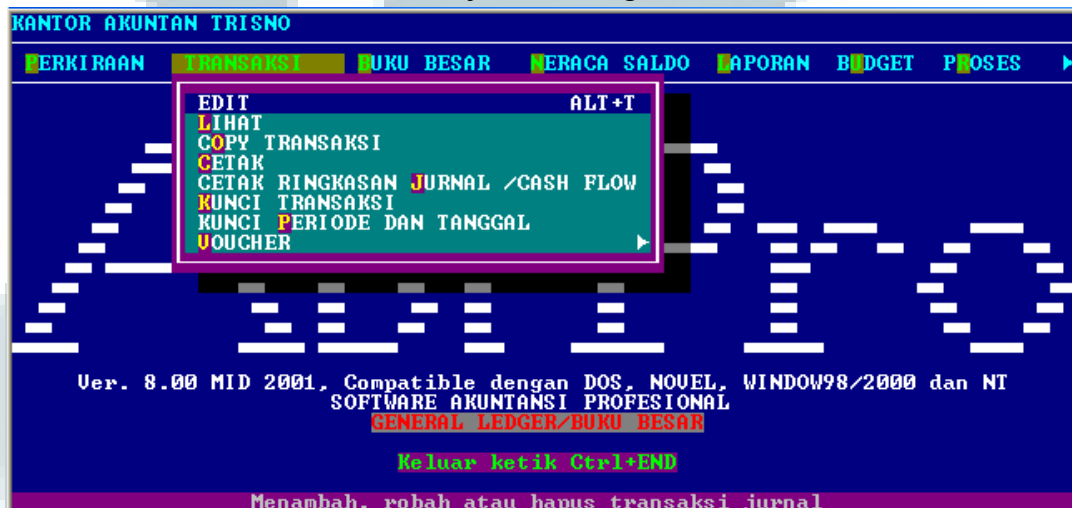 KANTOR AKUNTAN TRISNO
PERKIRAAN TRANSAKSI BUKU BESAR NERACA SALDO LAPORAN BUDGET PROSES
EDIT ALT+T
LIHAT
COPY TRANSAKSI
CETAK
CETAK RINGKASAN JURNAL /CASH FLOW
KUNCI TRANSAKSI
KUNCI PERIODE DAN TANGGAL
VOUCHER
Ver. 8.00 MID 2001, Compatible dengan DOS, NOVEL, WINDOW98/2000 dan NT
SOFTWARE AKUNTANSI PROFESIONAL
GENERAL LEDGER/BUKU BESAR
Keluar ketik Ctrl+END
Menambah, robah atau hapus transaksi jurnal